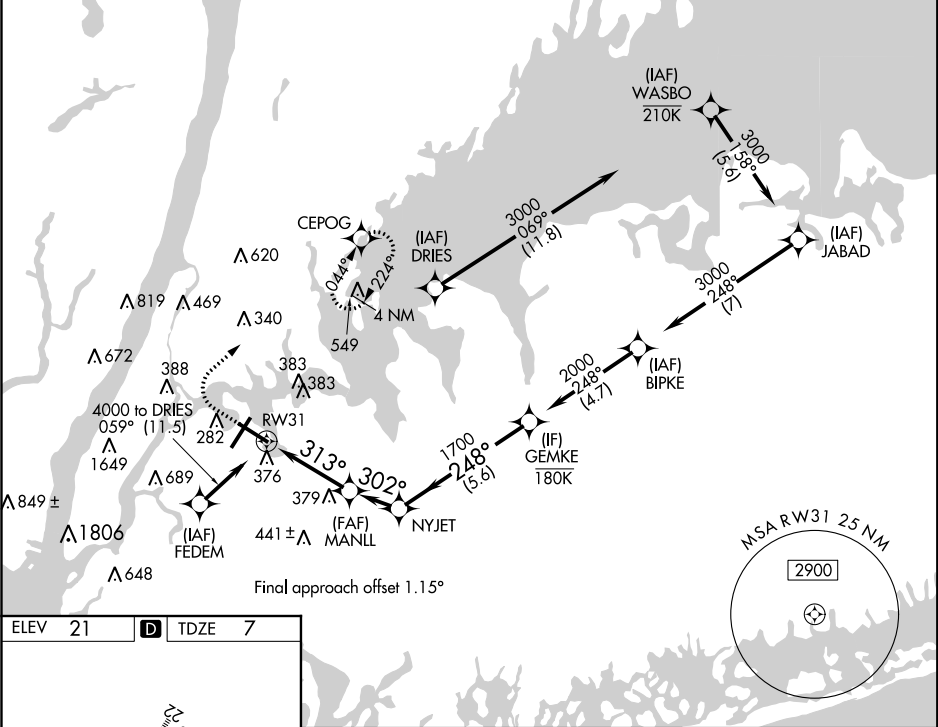 (IAF)
WASBO
210K
3000
158°
(5.6)
CEPOG
(IAF)
DRIES
3000
069°
(11.8)
(IAF)
JABAD
044°
224°
4 NM
549
620
819
469
340
3000
248°
(7)
672
388
383
383
(IAF)
BIPKE
2000
248°
(4.7)
4000 to DRIES
059° (11.5)
282
RW31
376
1649
689
849 ±
1806
648
(IAF)
FEDEM
313°
302°
379
(FAF)
MANLL
441 ±
NYJET
1700
248°
(5.6)
(IF)
GEMKE
180K
Final approach offset 1.15°
MSA RW31 25 NM
2900
ELEV 21 D TDZE 7
22